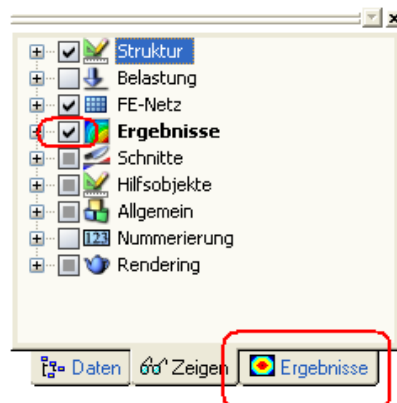 Struktur
Belastung
FE-Netz
Ergebnisse
Schnitte
Hilfsobjekte
Allgemein
123 Nummerierung
Rendering
Daten Zeigen Ergebnisse